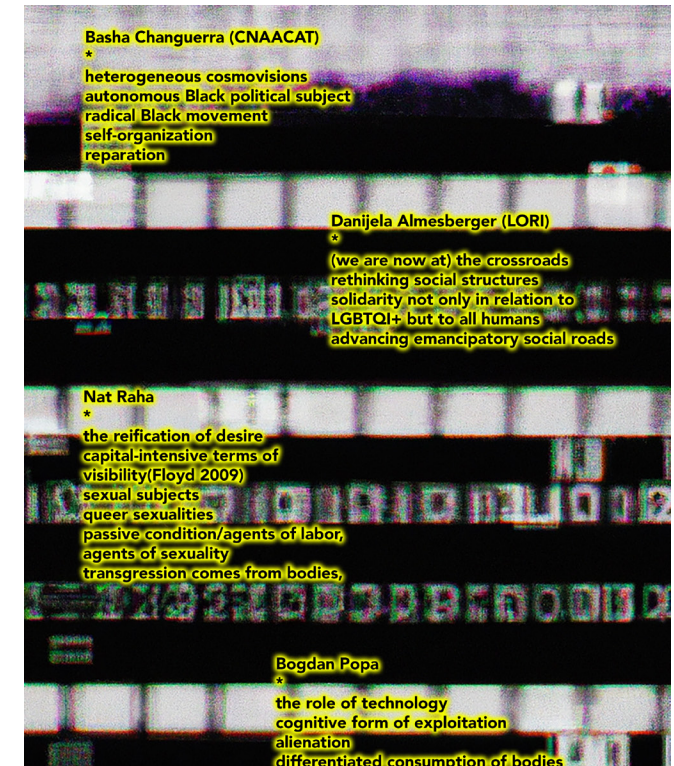 Basha Changuerra (CNAACAT)
*
heterogeneous cosmovisions
autonomous Black political subject
radical Black movement
self-organization
reparation
Danijela Almesberger (LORI)
*
(we are now at) the crossroads
rethinking social structures
solidarity not only in relation to
LGBTQI+ but to all humans
advancing emancipatory social roads
Nat Raha
*
the reification of desire
capital-intensive terms of
visibility(Floyd 2009)
sexual subjects
queer sexualities
passive condition/agents of labor,
agents of sexuality
transgression comes from bodies,
Bogdan Popa
*
the role of technology
cognitive form of exploitation
alienation
differentiated consumption of bodies